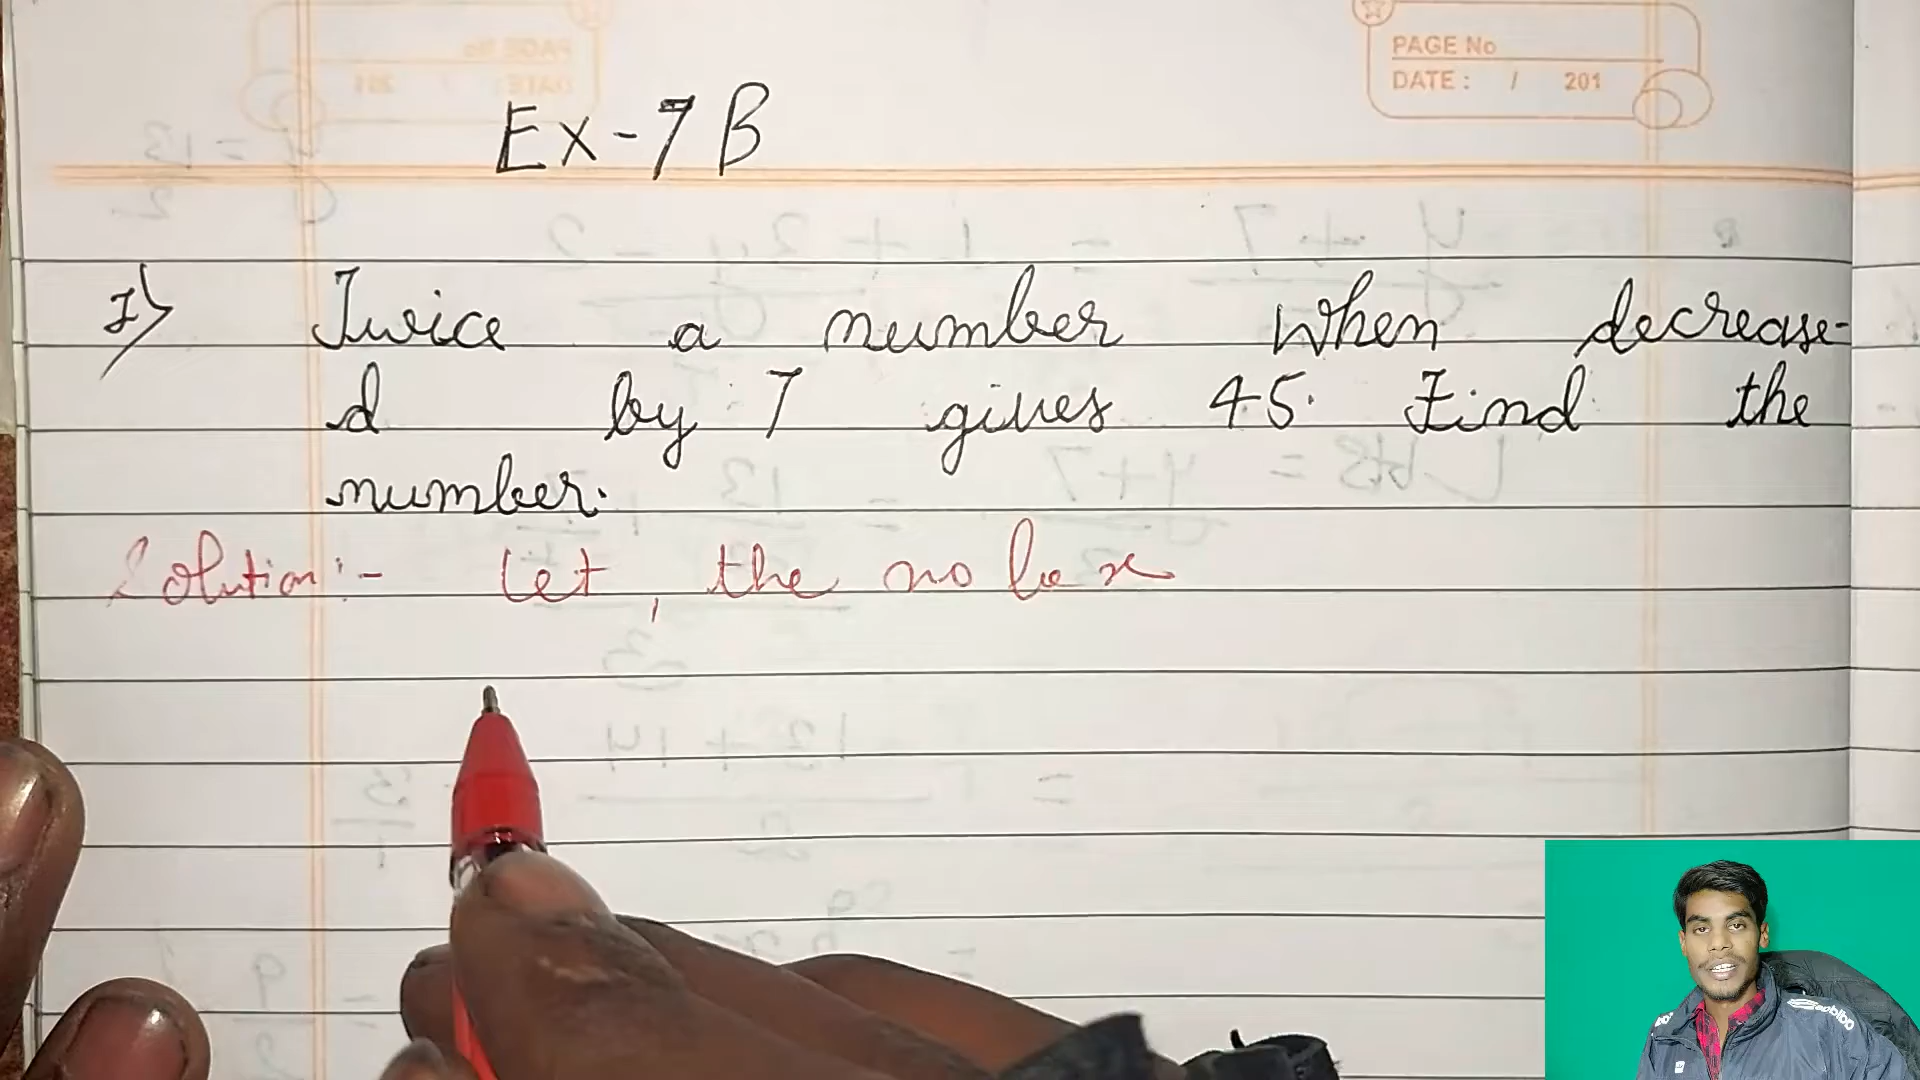 PAGE No
DATE : / 201
Ex-7B
1)
Twice a number when decrease-
d by 7 gives 45. Find the
number.
Solution:- Let, the no be x